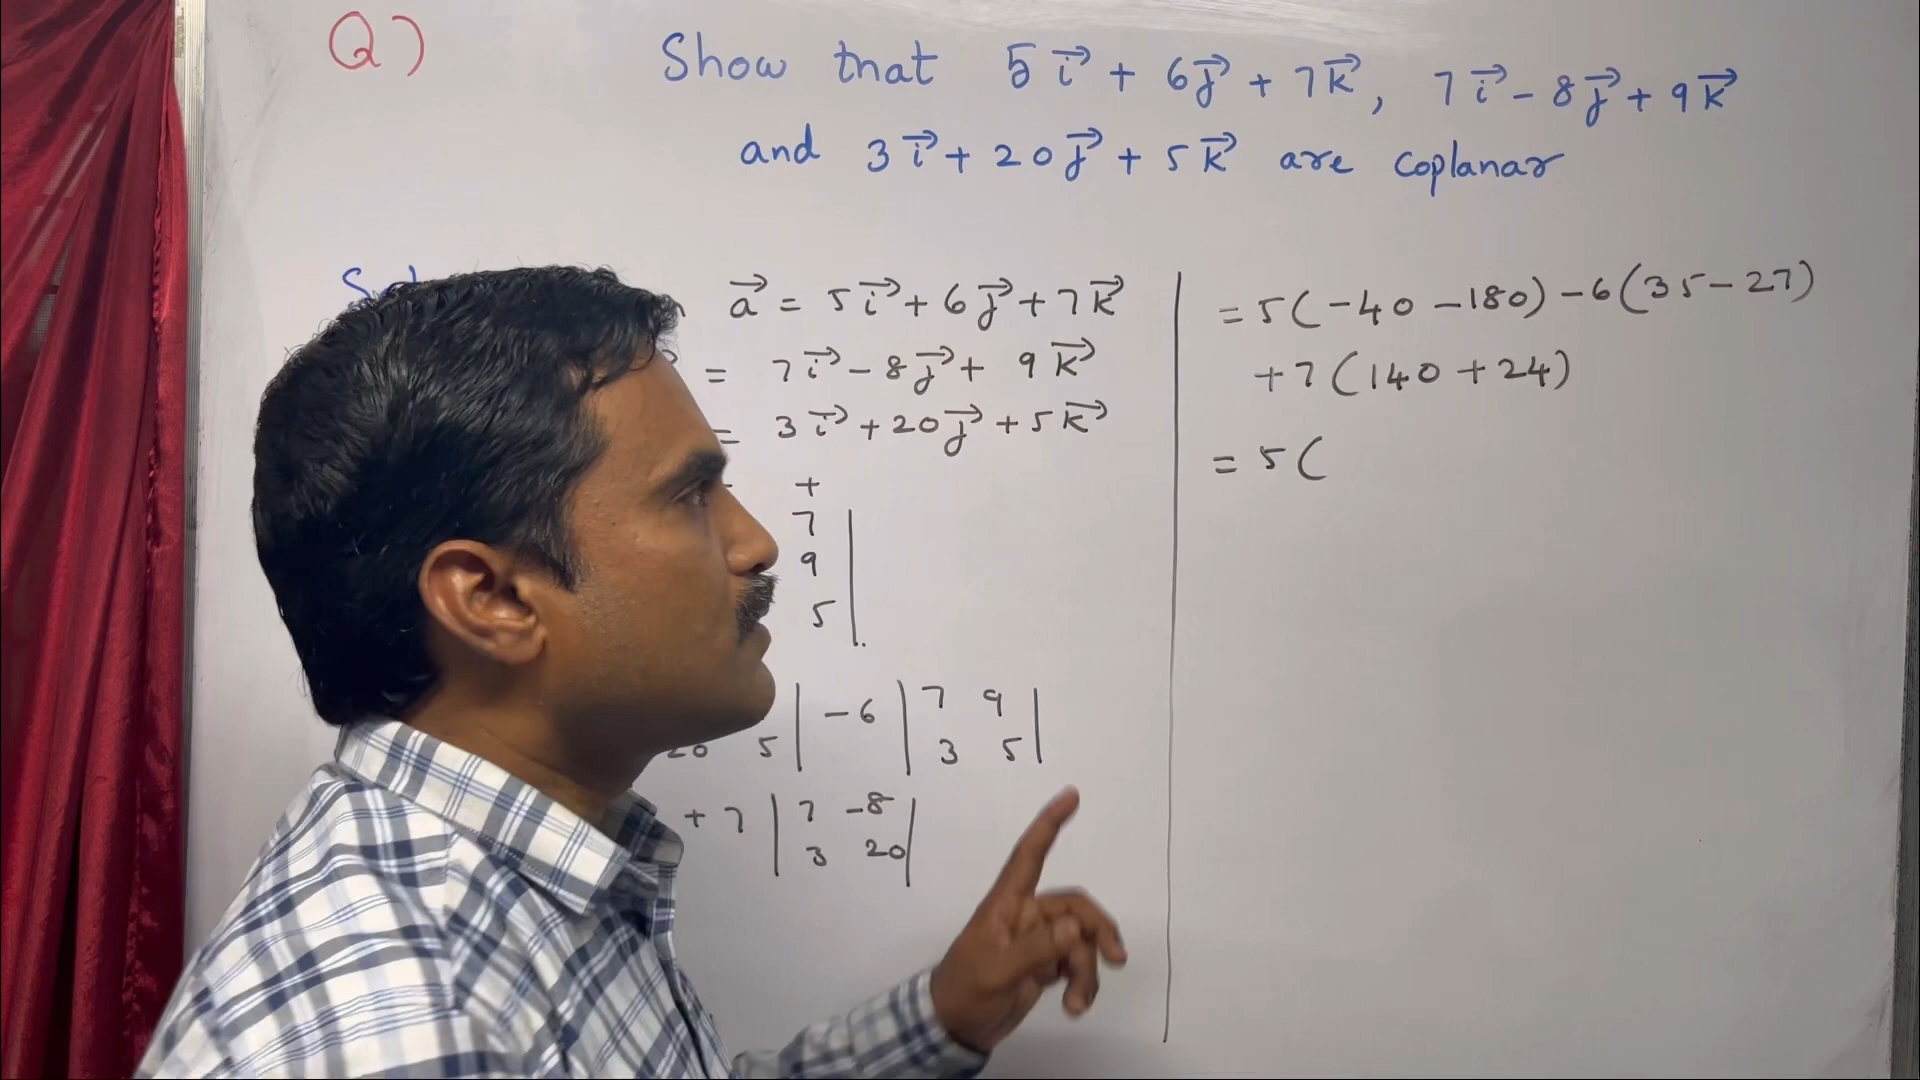 Q)
Show that 5i⃗ + 6j⃗ + 7k⃗, 7i⃗ - 8j⃗ + 9k⃗
and 3i⃗ + 20j⃗ + 5k⃗ are coplanar
a⃗ = 5i⃗ + 6j⃗ + 7k⃗
= 7i⃗ - 8j⃗ + 9k⃗
= 3i⃗ + 20j⃗ + 5k⃗
+
7
9
5
| - 6 | 7 9 |
20 5 | 3 5 |
+ 7 | 7 -8 |
3 20
= 5(-40 -180) - 6(35 - 27)
+ 7(140 + 24)
= 5(